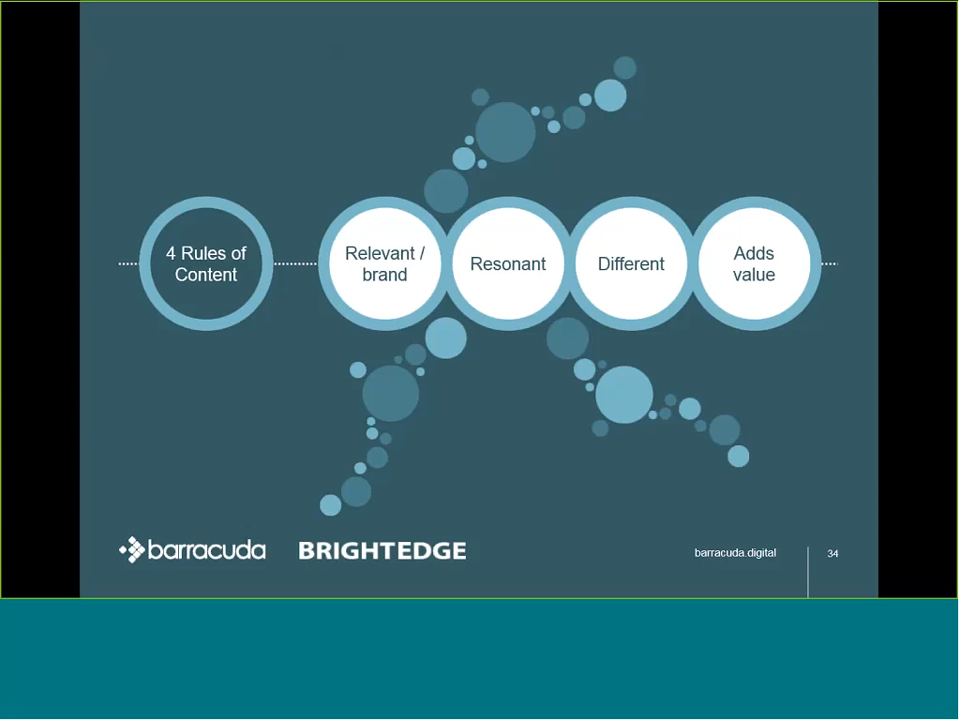 4 Rules of
Content
Relevant /
brand
Resonant
Different
Adds
value
barracuda
BRIGHTEDGE
barracuda.digital
34